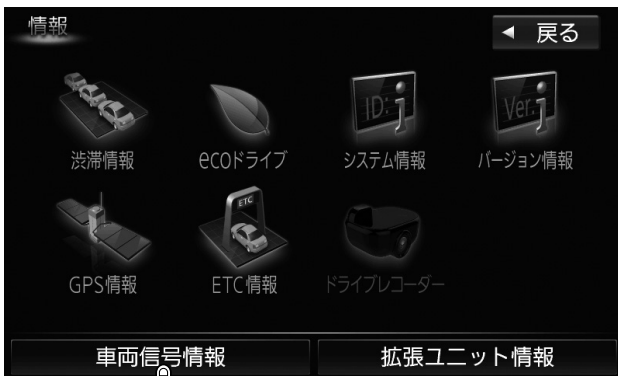 情報
戻る
ID:
Ver.
渋滞情報
ecoドライブ
システム情報
バージョン情報
ETC
GPS情報
ETC情報
ドライブレコーダー
車両信号情報
拡張ユニット情報